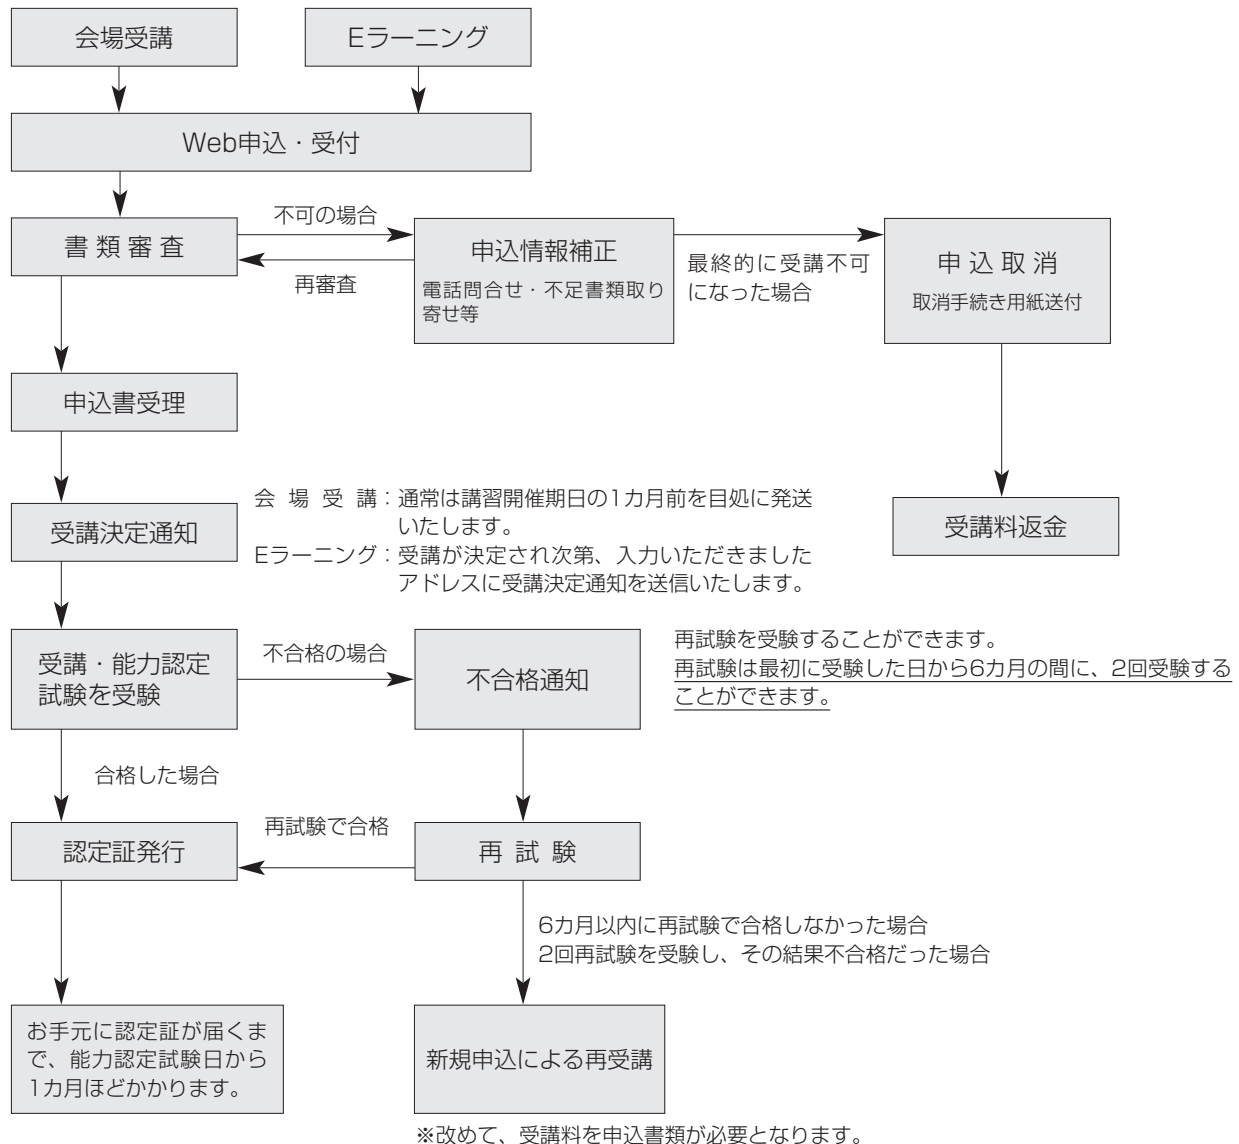 会場受講
Eラーニング
Web申込・受付
書類審査
不可の場合
再審査
申込情報補正
電話問合せ・不足書類取り
寄せ等
最終的に受講不可
になった場合
申込取消
取消手続き用紙送付
申込書受理
受講決定通知
会場受講：通常は講習開催期日の1カ月前を目処に発送
いたします。
Eラーニング：受講が決定され次第、入力いただきました
アドレスに受講決定通知を送信いたします。
受講料返金
受講・能力認定
試験を受験
不合格の場合
不合格通知
再試験を受験することができます。
再試験は最初に受験した日から6カ月の間に、2回受験する
ことができます。
合格した場合
認定証発行
再試験で合格
再試験
6カ月以内に再試験で合格しなかった場合
2回再試験を受験し、その結果不合格だった場合
お手元に認定証が届くま
で、能力認定試験日から
1カ月ほどかかります。
新規申込による再受講
※改めて、受講料を申込書類が必要となります。